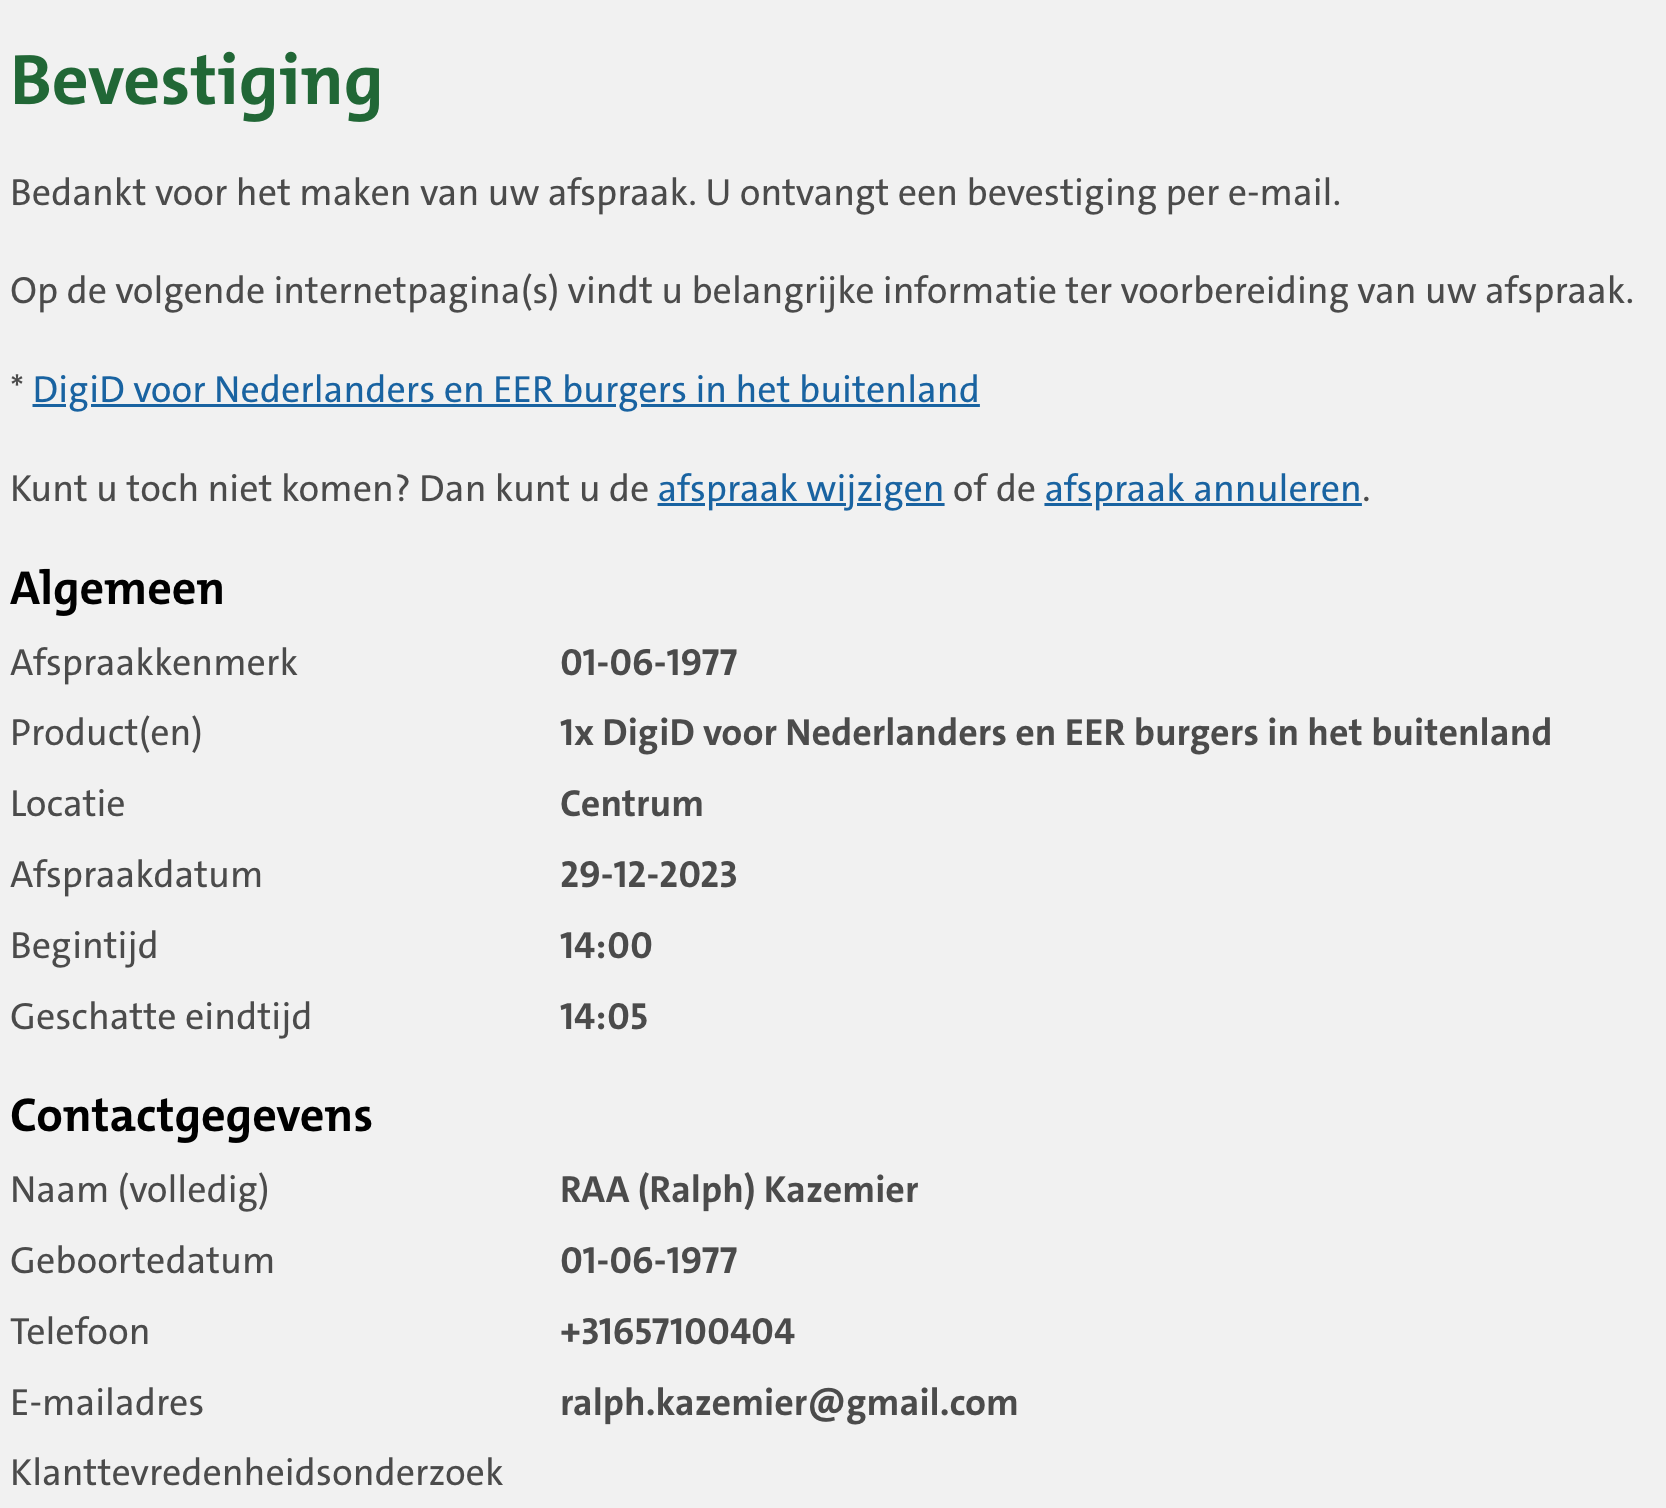 Bevestiging
Bedankt voor het maken van uw afspraak. U ontvangt een bevestiging per e-mail.
Op de volgende internetpagina(s) vindt u belangrijke informatie ter voorbereiding van uw afspraak.
* DigiD voor Nederlanders en EER burgers in het buitenland
Kunt u toch niet komen? Dan kunt u de afspraak wijzigen of de afspraak annuleren.
Algemeen
Afspraakkenmerk 01-06-1977
Product(en) 1x DigiD voor Nederlanders en EER burgers in het buitenland
Locatie Centrum
Afspraakdatum 29-12-2023
Begintijd 14:00
Geschatte eindtijd 14:05
Contactgegevens
Naam (volledig) RAA (Ralph) Kazemier
Geboortedatum 01-06-1977
Telefoon +31657100404
E-mailadres ralph.kazemier@gmail.com
Klanttevredenheidsonderzoek